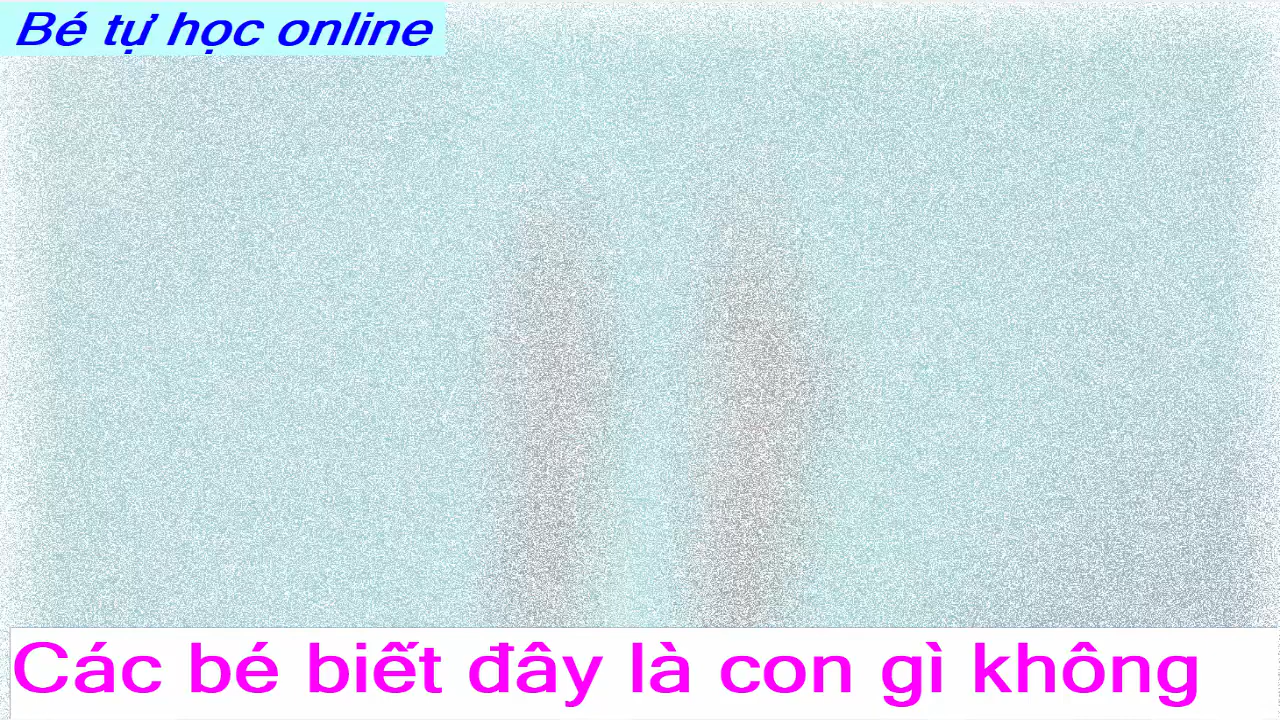 Bé tự học online
Các bé biết đây là con gì không